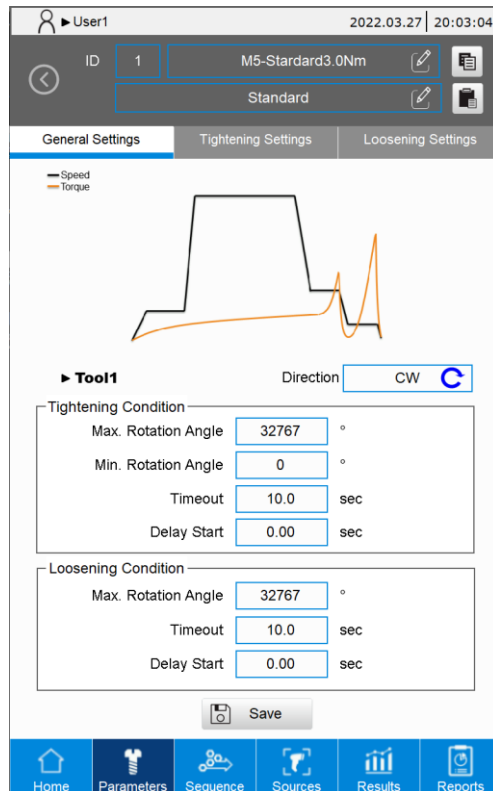 ►User1 2022.03.27 20:03:04
ID 1 M5-Stardard3.0Nm
Standard
General Settings Tightening Settings Loosening Settings
Speed
Torque
►Tool1 Direction CW
Tightening Condition
Max. Rotation Angle 32767 °
Min. Rotation Angle 0 °
Timeout 10.0 sec
Delay Start 0.00 sec
Loosening Condition
Max. Rotation Angle 32767 °
Timeout 10.0 sec
Delay Start 0.00 sec
Save
Home Parameters Sequence Sources Results Reports